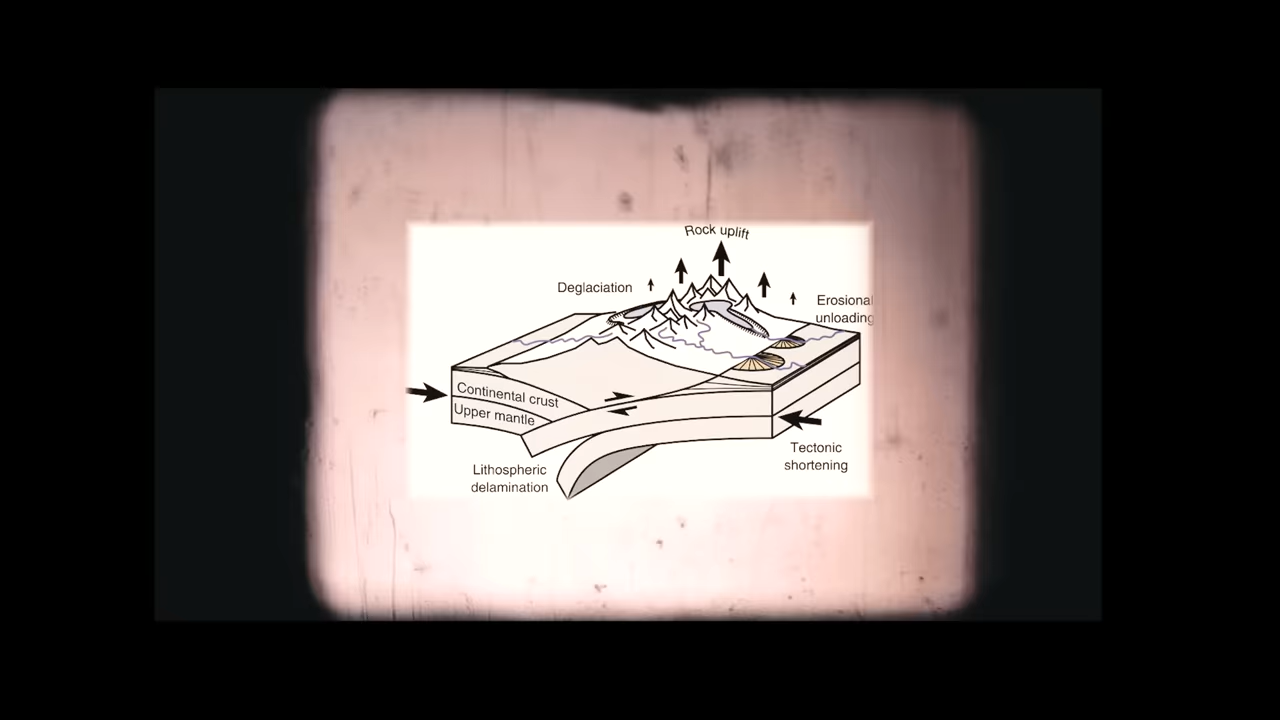 Rock uplift
Deglaciation
Erosional
unloading
Continental crust
Upper mantle
Tectonic
shortening
Lithospheric
delamination